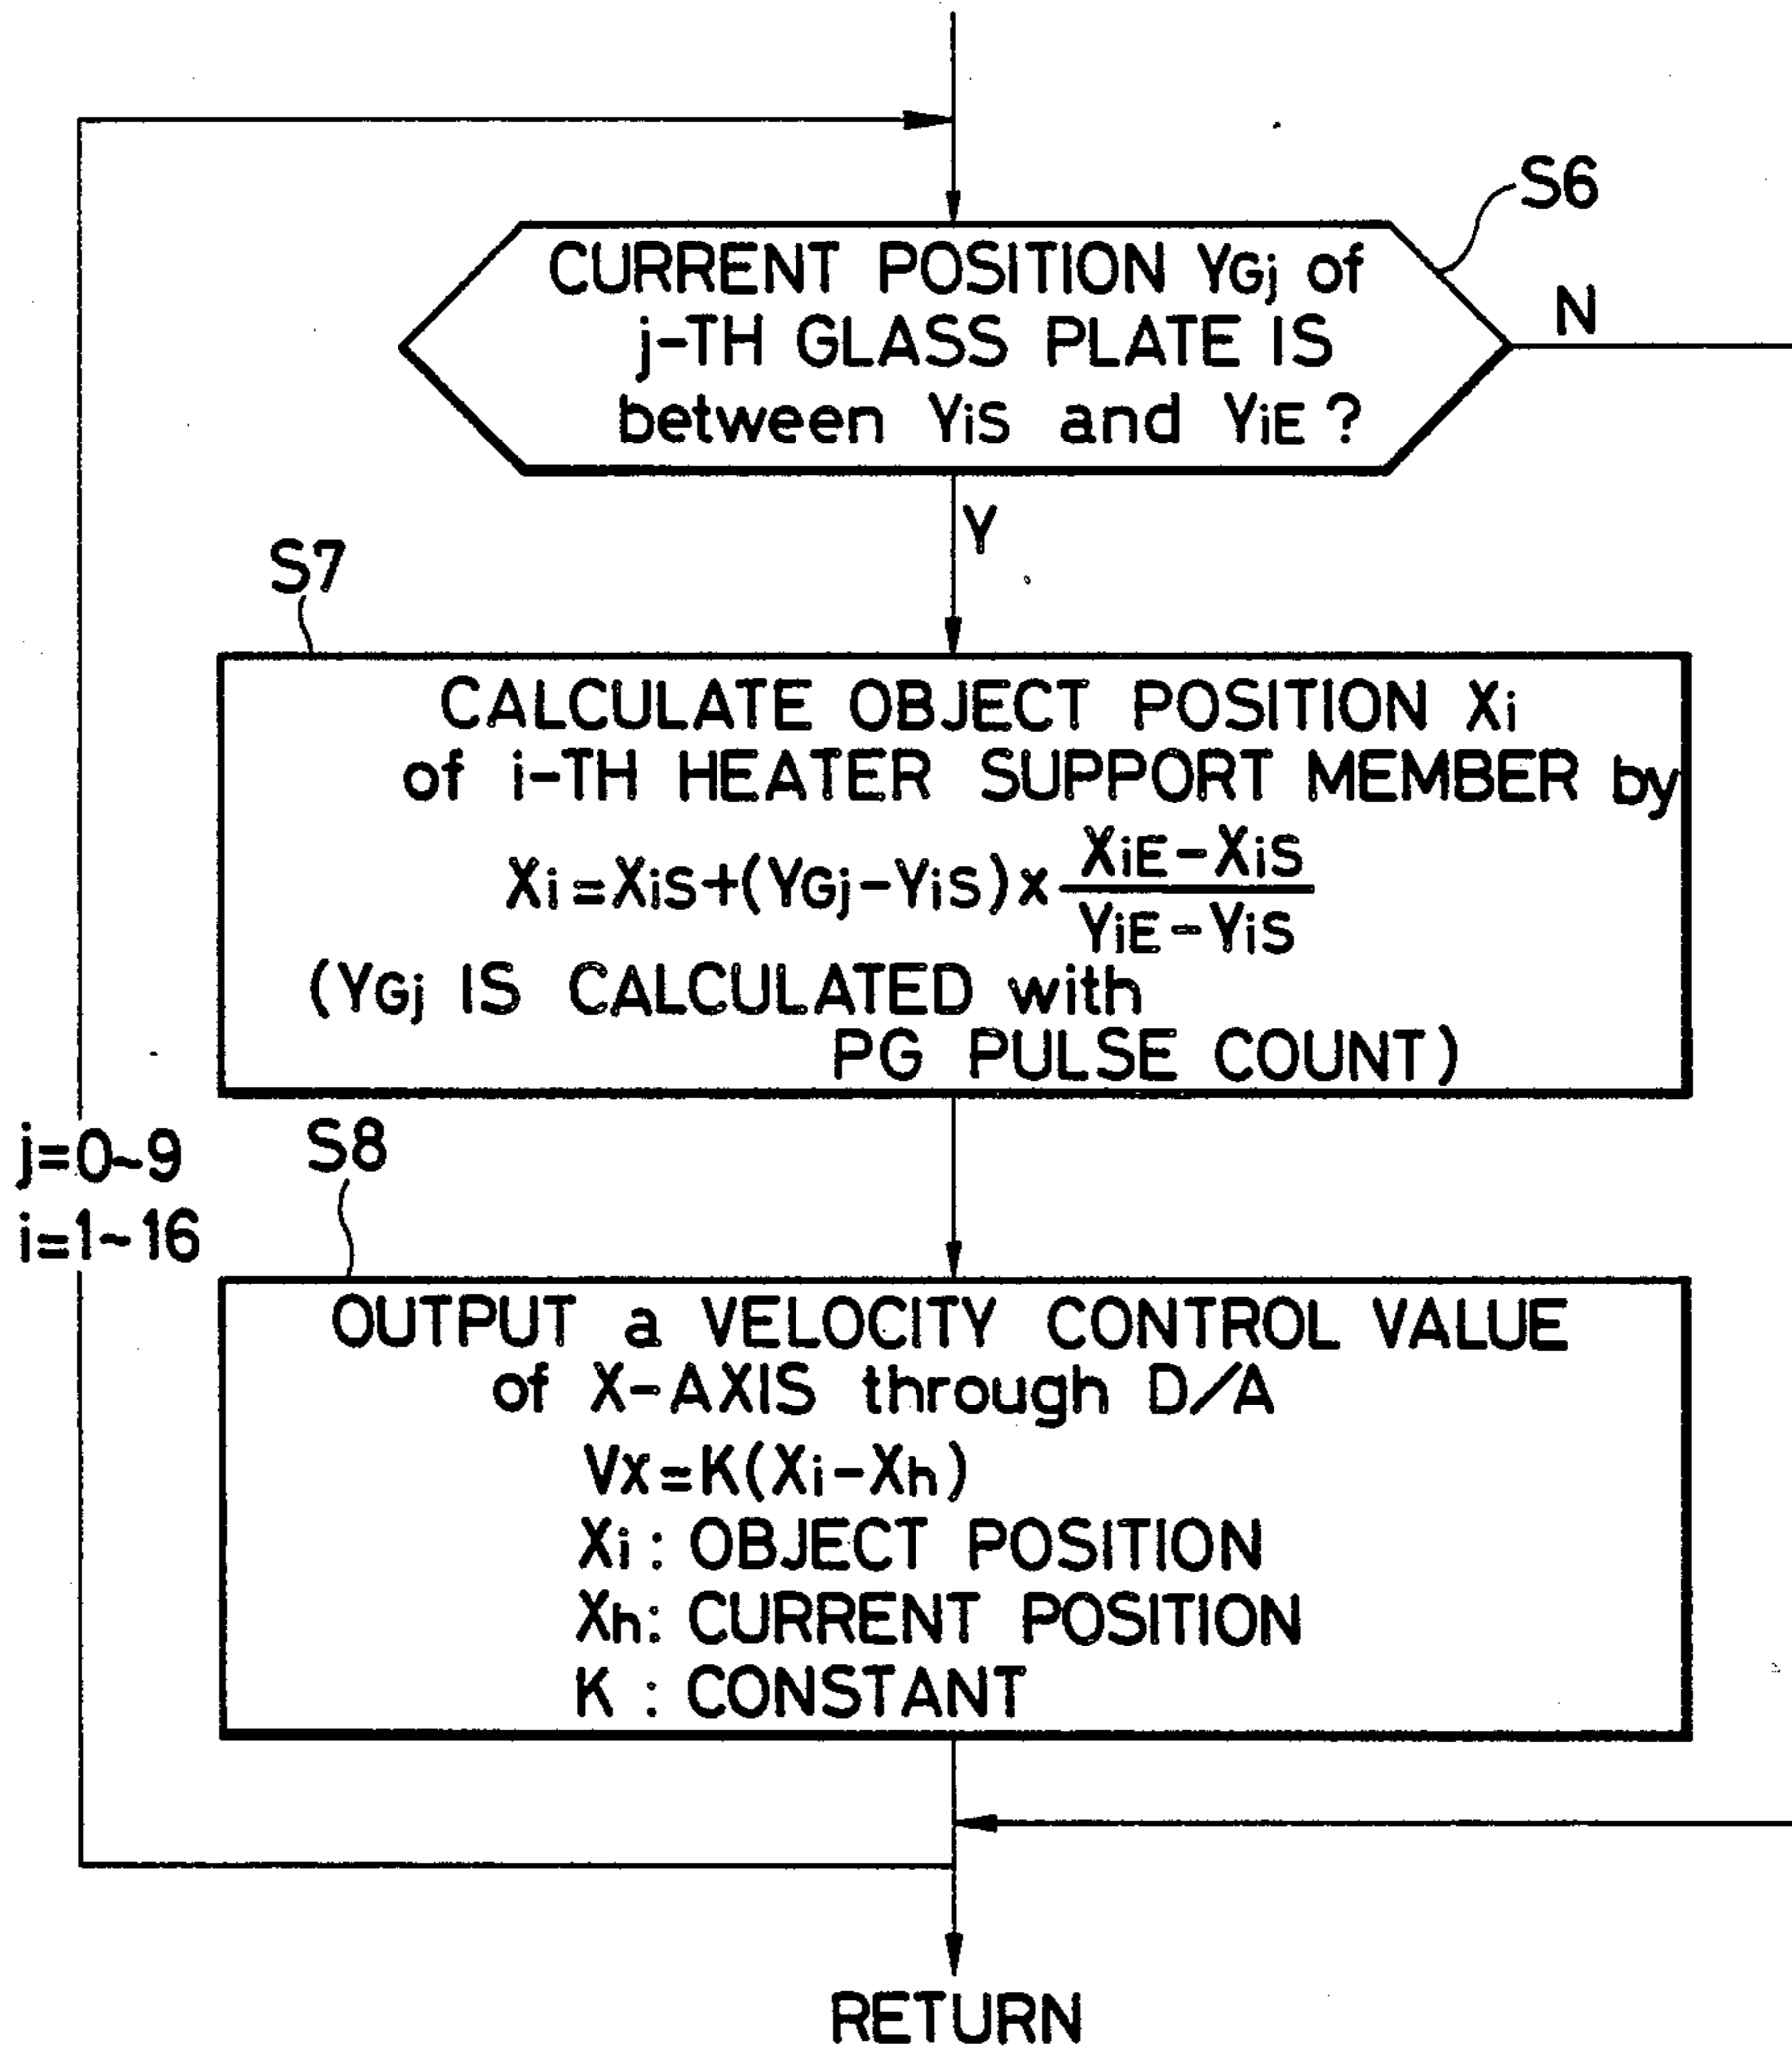 S6
CURRENT POSITION YGj of
j-TH GLASS PLATE IS
between YiS and YiE ?
N
Y
S7
CALCULATE OBJECT POSITION Xi
of i-TH HEATER SUPPORT MEMBER by
Xi=XiS+(YGj-YiS)x(XiE-XiS)/(YiE-YiS)
(YGj IS CALCULATED with
PG PULSE COUNT)
j=0~9
i=1~16
S8
OUTPUT a VELOCITY CONTROL VALUE
of X-AXIS through D/A
Vx=K(Xi-Xh)
Xi : OBJECT POSITION
Xh: CURRENT POSITION
K : CONSTANT
RETURN